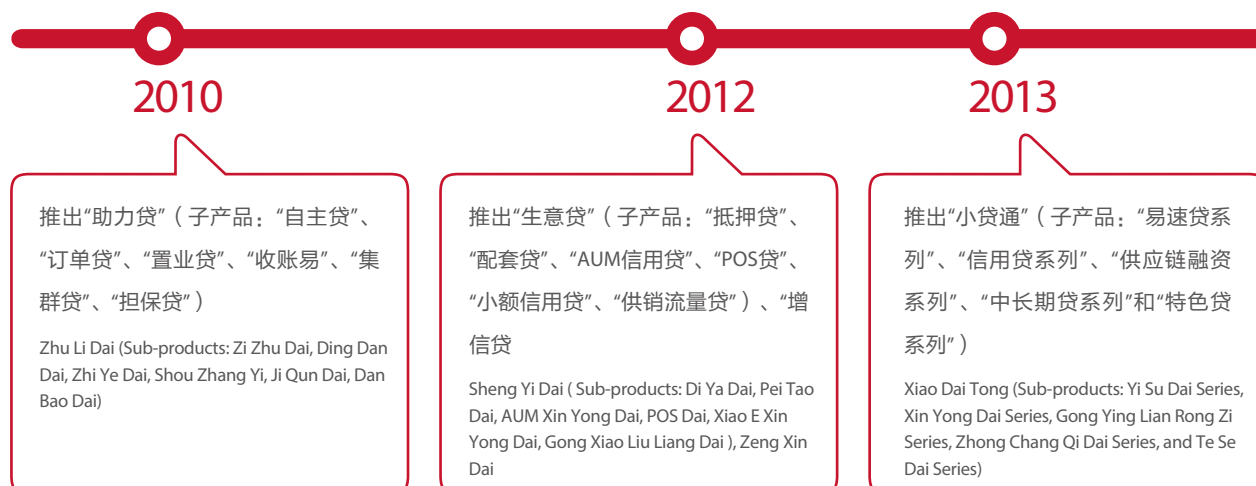 2010
推出“助力贷”（子产品：“自主贷”、
“订单贷”、“置业贷”、“收账易”、“集
群贷”、“担保贷”）
Zhu Li Dai (Sub-products: Zi Zhu Dai, Ding Dan
Dai, Zhi Ye Dai, Shou Zhang Yi, Ji Qun Dai, Dan
Bao Dai)
2012
推出“生意贷”（子产品：“抵押贷”、
“配套贷”、“AUM信用贷”、“POS贷”、
“小额信用贷”、“供销流量贷”）、“增
信贷
Sheng Yi Dai ( Sub-products: Di Ya Dai, Pei Tao
Dai, AUM Xin Yong Dai, POS Dai, Xiao E Xin
Yong Dai, Gong Xiao Liu Liang Dai ), Zeng Xin
Dai
2013
推出“小贷通”（子产品：“易速贷系
列”、“信用贷系列”、“供应链融资
系列”、“中长期贷系列”和“特色贷
系列”）
Xiao Dai Tong (Sub-products: Yi Su Dai Series,
Xin Yong Dai Series, Gong Ying Lian Rong Zi
Series, Zhong Chang Qi Dai Series, and Te Se
Dai Series)